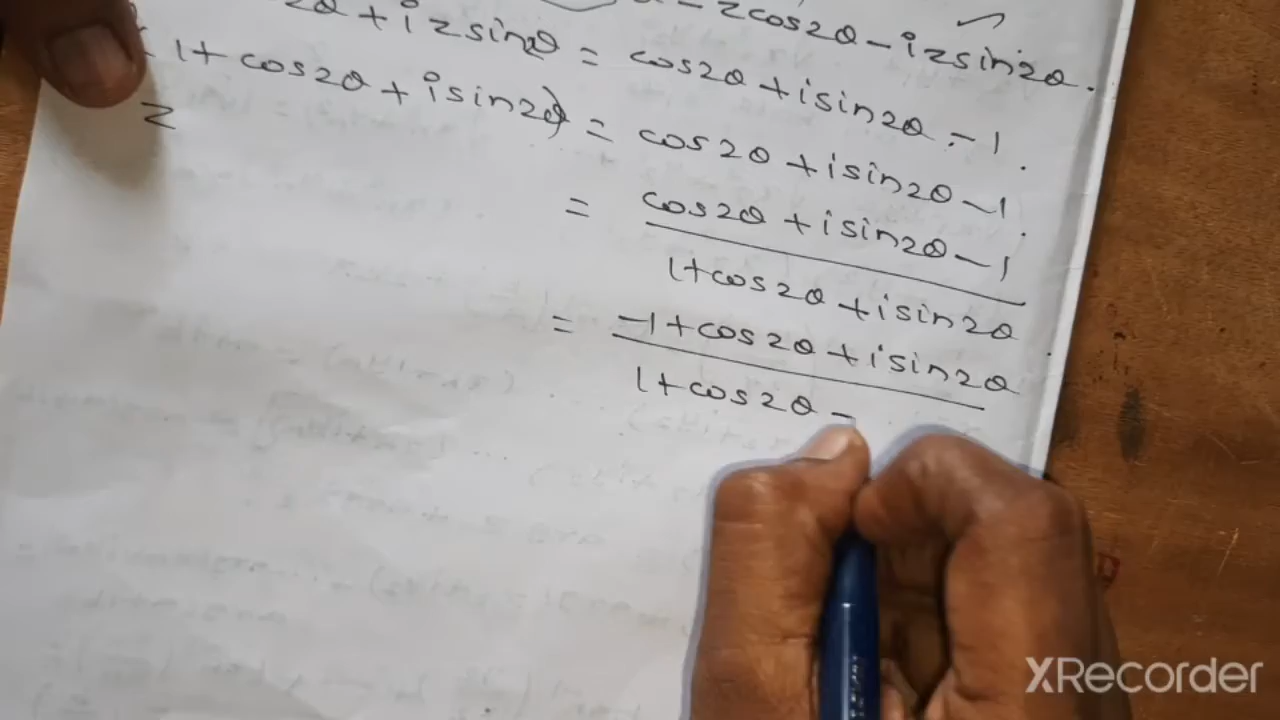 - zcos2θ - izsin2θ.
+ izsin2θ = cos2θ + isin2θ - 1.
1 + cos2θ + isin2θ) = cos2θ + isin2θ - 1.
z = cos2θ + isin2θ - 1
1 + cos2θ + isin2θ
= -1 + cos2θ + isin2θ
1 + cos2θ -
XRecorder